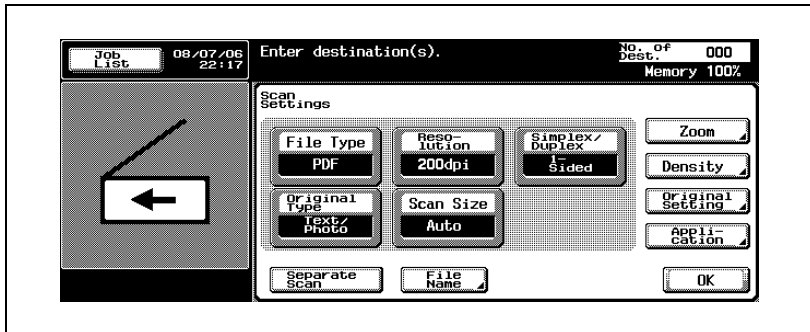 Job
List
08/07/06
22:17
Enter destination(s).
No. of
Dest.
000
Memory 100%
Scan
Settings
File Type
PDF
Reso-
lution
200dpi
Simplex/
Duplex
1-
Sided
Original
Type
Text/
Photo
Scan Size
Auto
Zoom
Density
Original
Setting
Appli-
cation
Separate
Scan
File
Name
OK